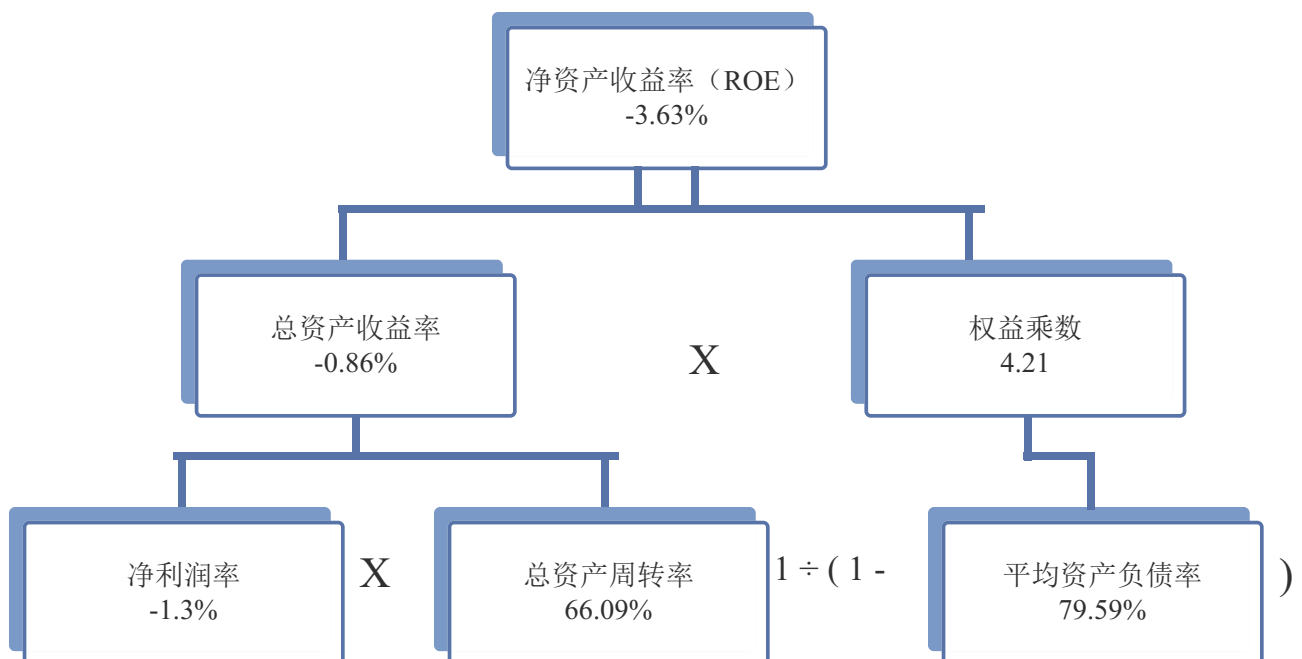 净资产收益率（ROE）
-3.63%
总资产收益率
-0.86%
X
权益乘数
4.21
净利润率
-1.3%
X
总资产周转率
66.09%
1 ÷ ( 1 -
平均资产负债率
79.59%
)